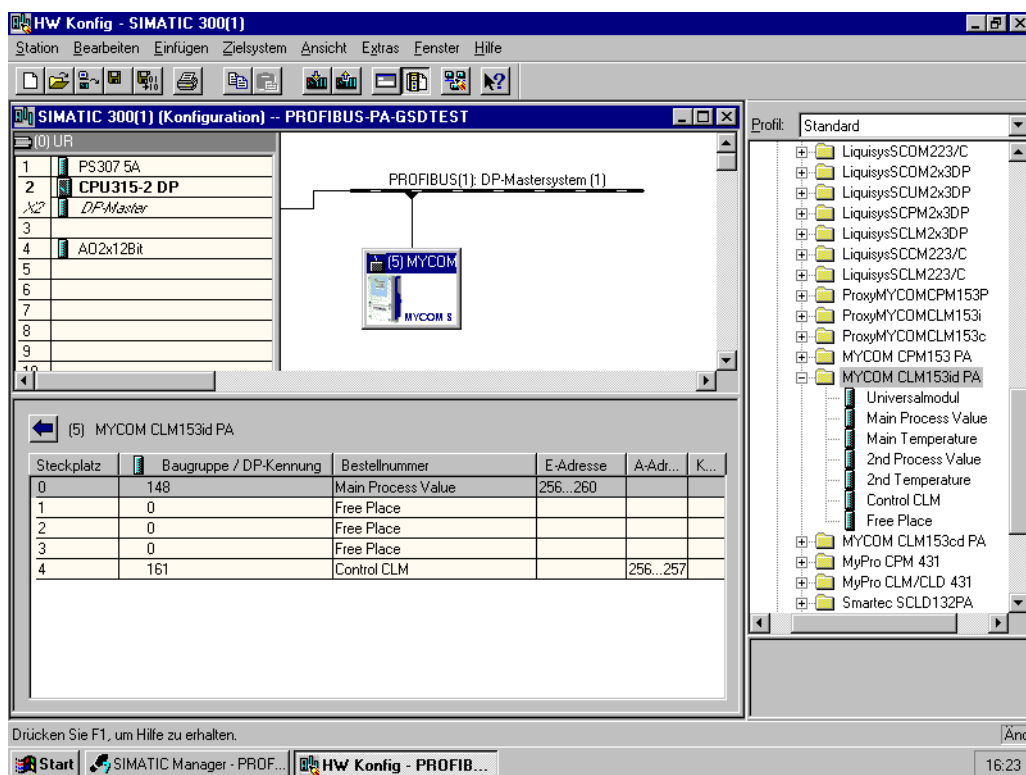 HW Konfig - SIMATIC 300(1)
Station Bearbeiten Einfügen Zielsystem Ansicht Extras Fenster Hilfe
SIMATIC 300(1) (Konfiguration) -- PROFIBUS-PA-GSDTEST
(0) UR
1 PS307 5A
2 CPU315-2 DP
X2 DP-Master
3
4 AO2x12Bit
5
6
7
8
9
10
PROFIBUS(1): DP-Mastersystem (1)
(5) MYCOM
MYCOM S
(5) MYCOM CLM153id PA
Steckplatz Baugruppe / DP-Kennung Bestellnummer E-Adresse A-Adr... K...
0 148 Main Process Value 256...260
1 0 Free Place
2 0 Free Place
3 0 Free Place
4 161 Control CLM 256...257
Profil: Standard
LiquisysSCOM223/C
LiquisysSCOM2x3DP
LiquisysSCUM2x3DP
LiquisysSCPM2x3DP
LiquisysSCLM2x3DP
LiquisysSCCM223/C
LiquisysSCLM223/C
ProxyMYCOMCPM153P
ProxyMYCOMCLM153i
ProxyMYCOMCLM153c
MYCOM CPM153 PA
MYCOM CLM153id PA
Universalmodul
Main Process Value
Main Temperature
2nd Process Value
2nd Temperature
Control CLM
Free Place
MYCOM CLM153cd PA
MyPro CPM 431
MyPro CLM/CLD 431
Smartec SCLD132PA
Drücken Sie F1, um Hilfe zu erhalten.
Änd
Start SIMATIC Manager - PROF... HW Konfig - PROFIB... 16:23